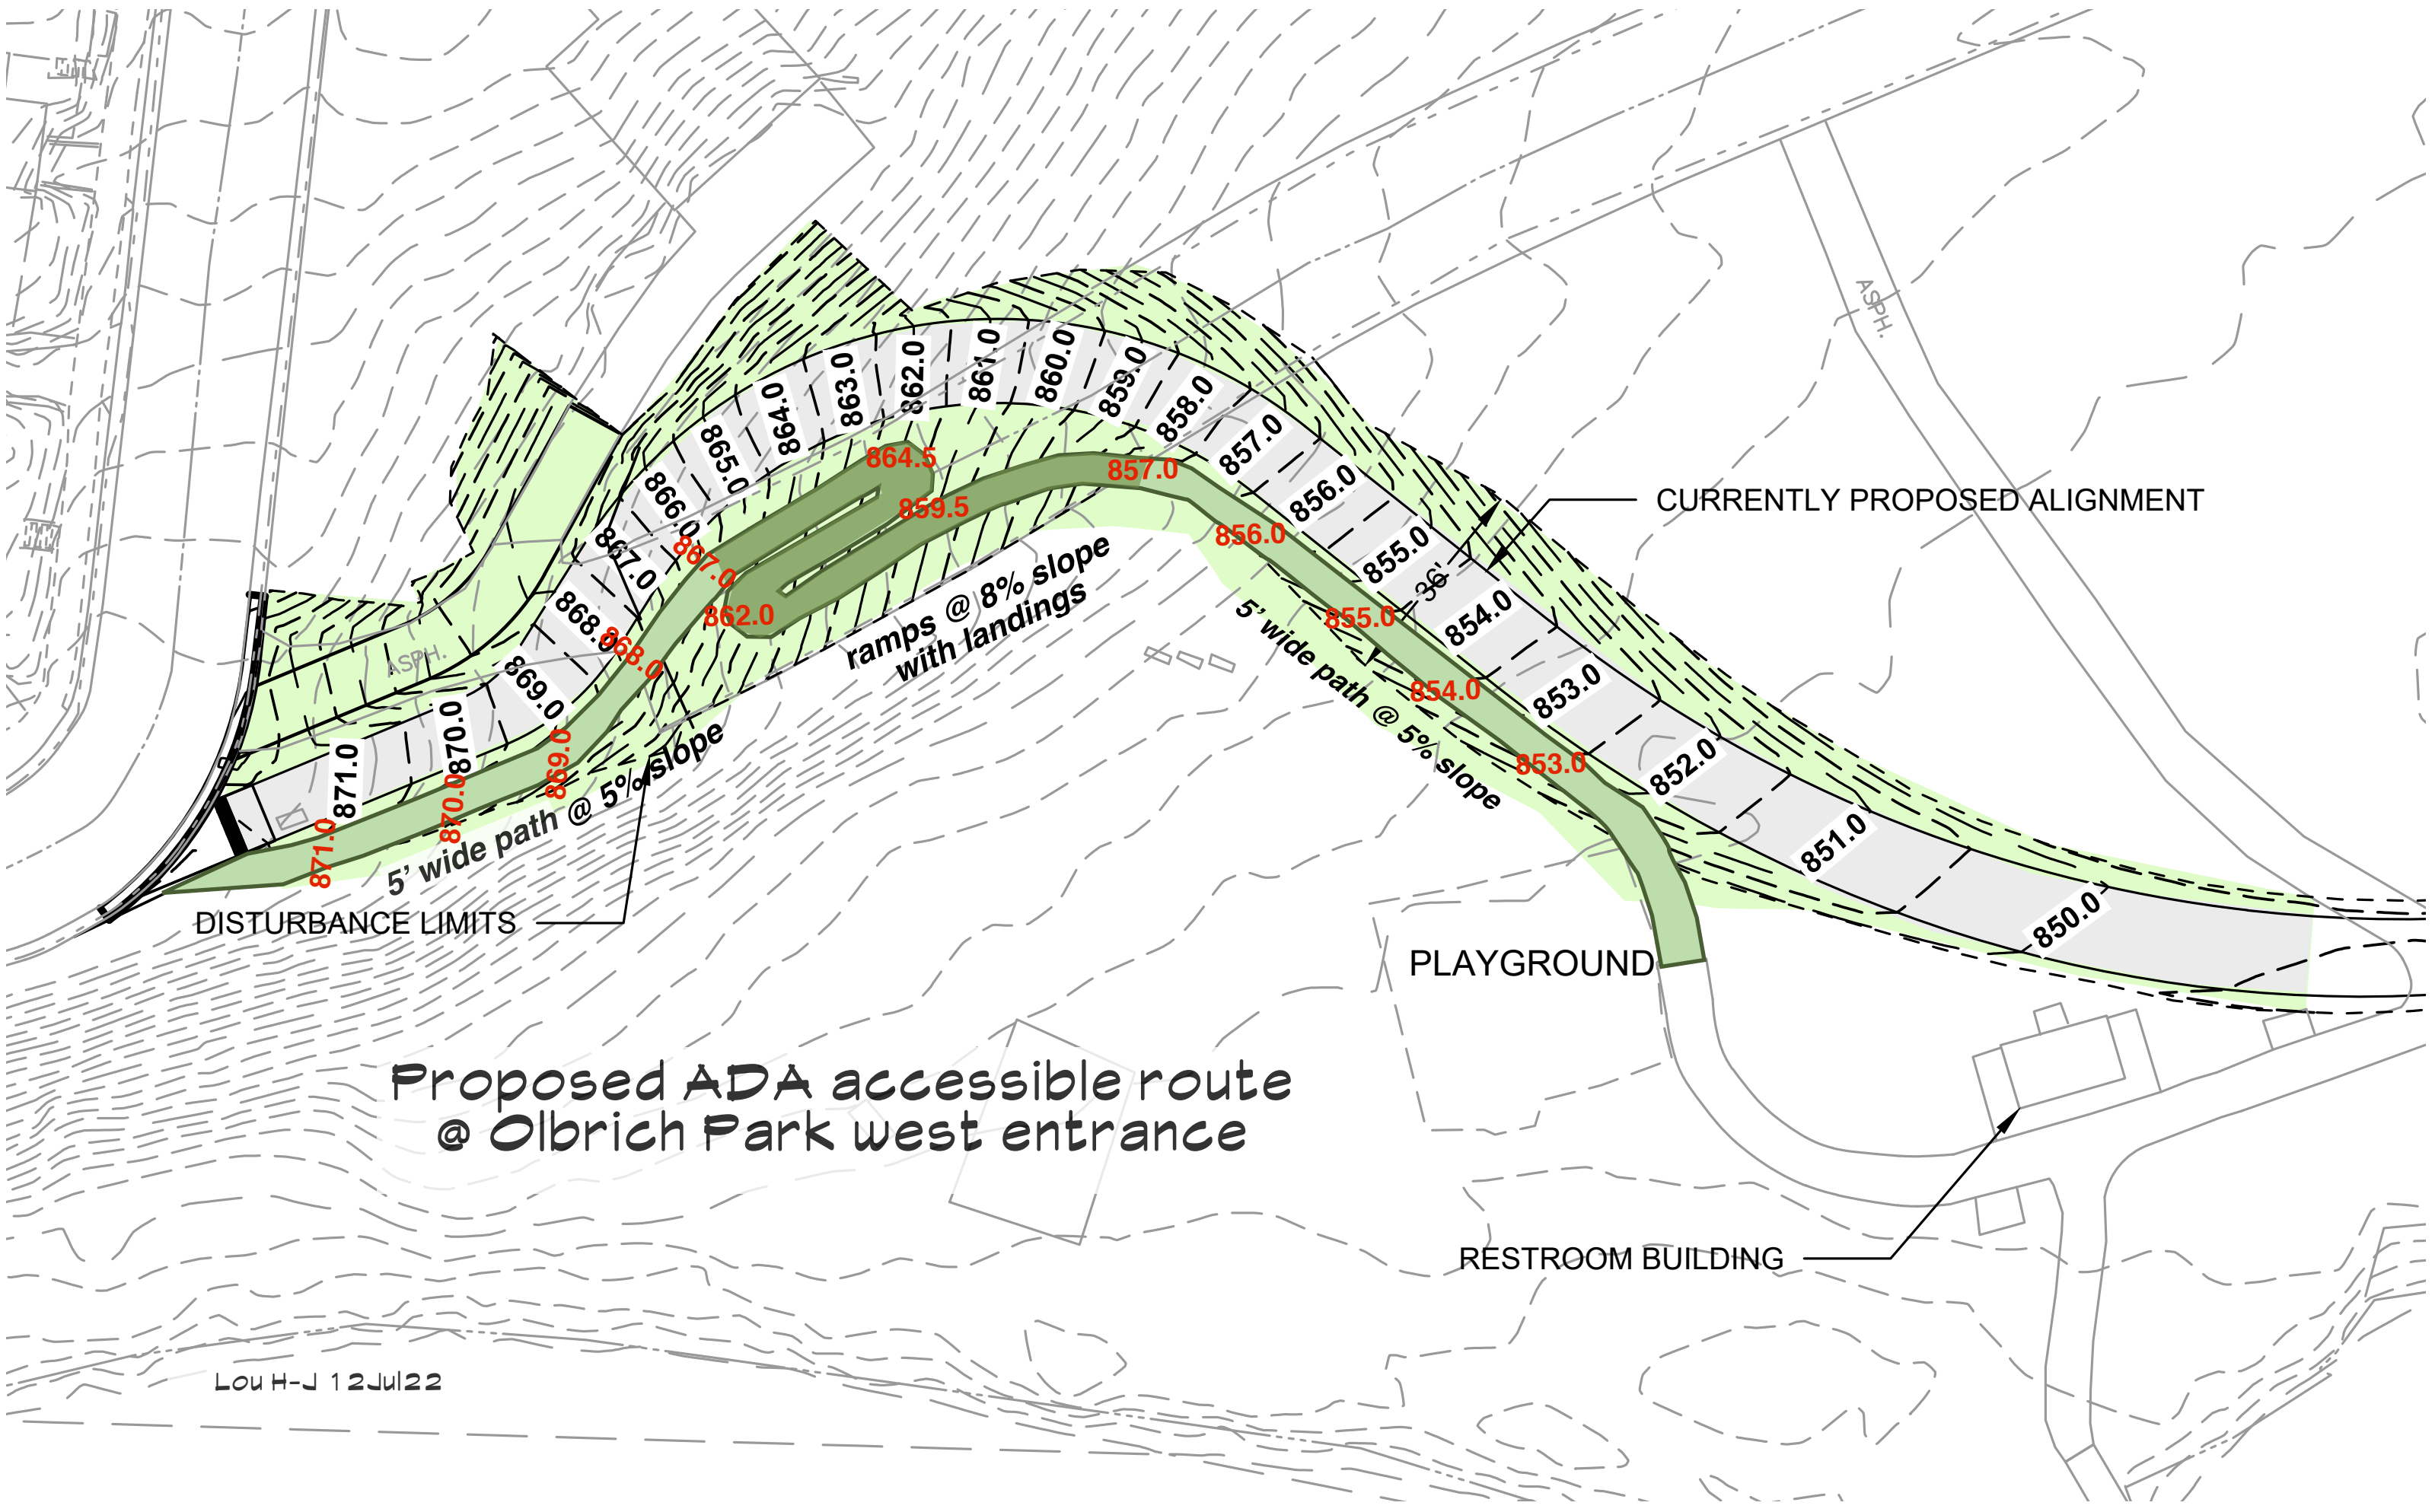 ASPH.
861.0
860.0
862.0
863.0
859.0
864.0
858.0
865.0
857.0
864.5
857.0
866.0
856.0
CURRENTLY PROPOSED ALIGNMENT
859.5
856.0
867.0
867.0
855.0
36'
868.0
862.0
855.0
854.0
868.0
ramps @ 8% slope
with landings
5' wide path @ 5% slope
ASPH.
869.0
854.0
853.0
870.0
869.0
853.0
852.0
871.0
870.0
871.0
5' wide path @ 5% slope
851.0
850.0
DISTURBANCE LIMITS
PLAYGROUND
Proposed ADA accessible route
@ Olbrich Park west entrance
RESTROOM BUILDING
Lou H-J 12Jul22